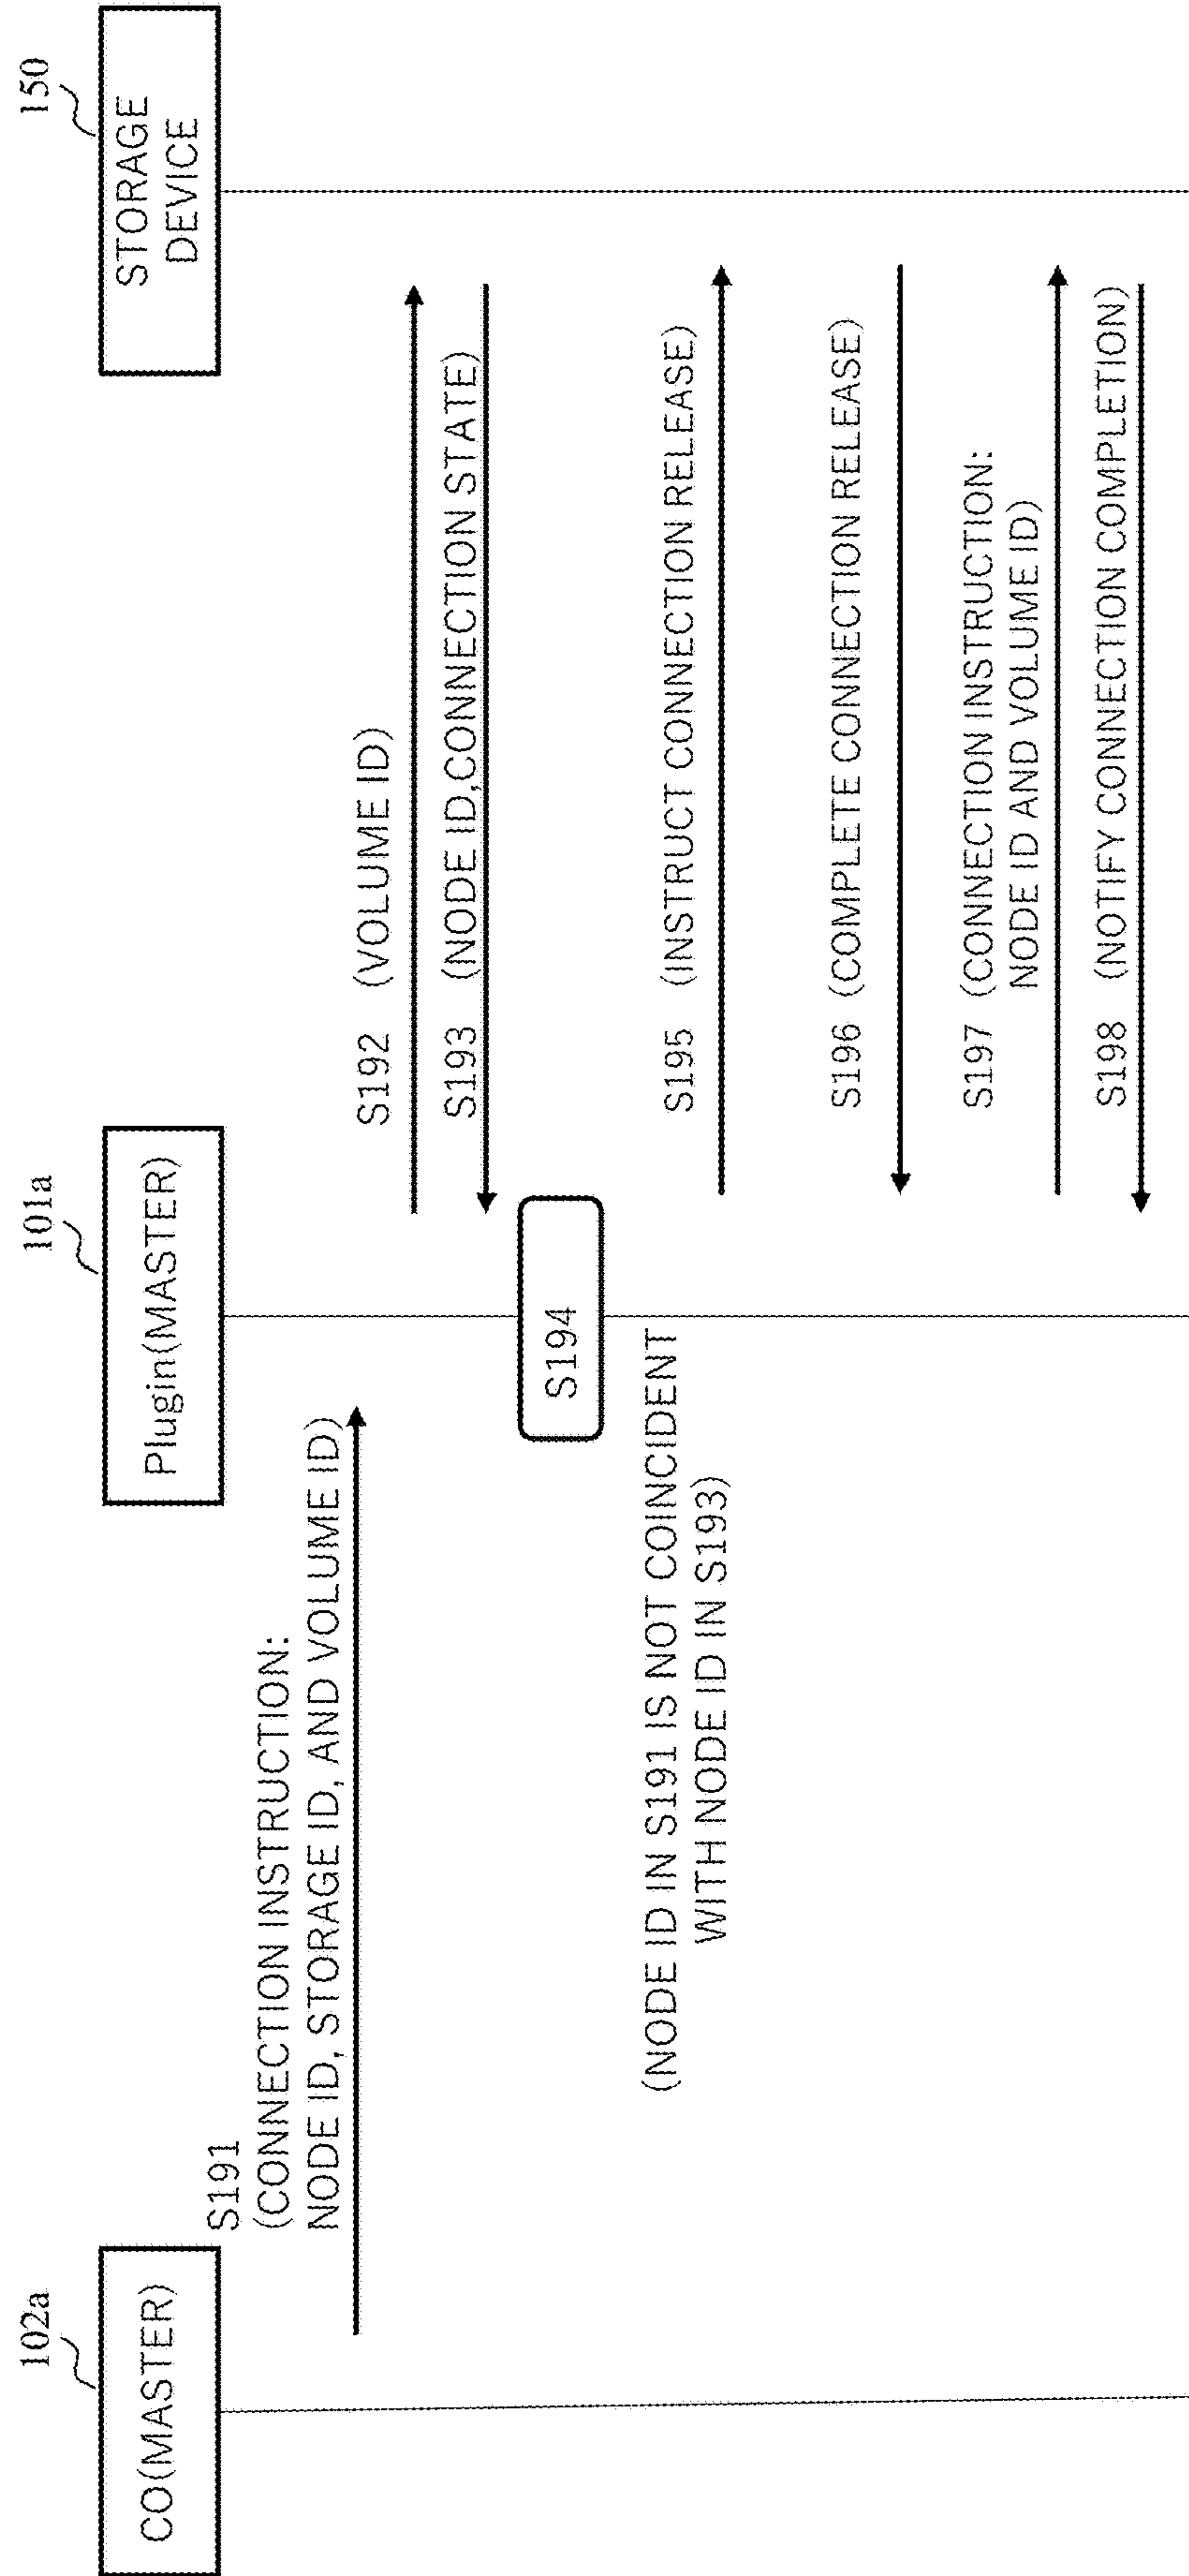 102a
CO(MASTER)
101a
Plugin(MASTER)
150
STORAGE
DEVICE
S191
(CONNECTION INSTRUCTION:
NODE ID, STORAGE ID, AND VOLUME ID)
S192 (VOLUME ID)
S193 (NODE ID,CONNECTION STATE)
S194
(NODE ID IN S191 IS NOT COINCIDENT
WITH NODE ID IN S193)
S195 (INSTRUCT CONNECTION RELEASE)
S196 (COMPLETE CONNECTION RELEASE)
S197 (CONNECTION INSTRUCTION:
NODE ID AND VOLUME ID)
S198 (NOTIFY CONNECTION COMPLETION)